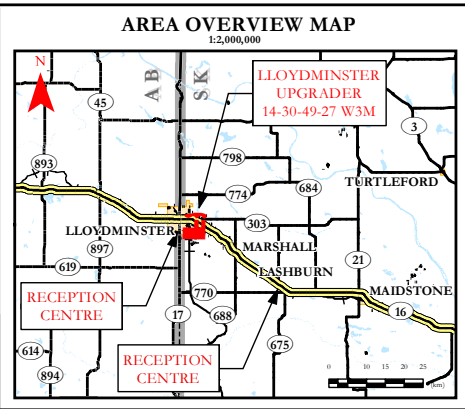 AREA OVERVIEW MAP
1:2,000,000
N
AB
SK
LLOYDMINSTER
UPGRADER
14-30-49-27 W3M
45
3
893
798
774
684
TURTLEFORD
303
LLOYDMINSTER
MARSHALL
897
619
21
LASHBURN
MAIDSTONE
RECEPTION
CENTRE
770
17
688
16
RECEPTION
CENTRE
675
614
894
0 5 10 15 20 25
(km)